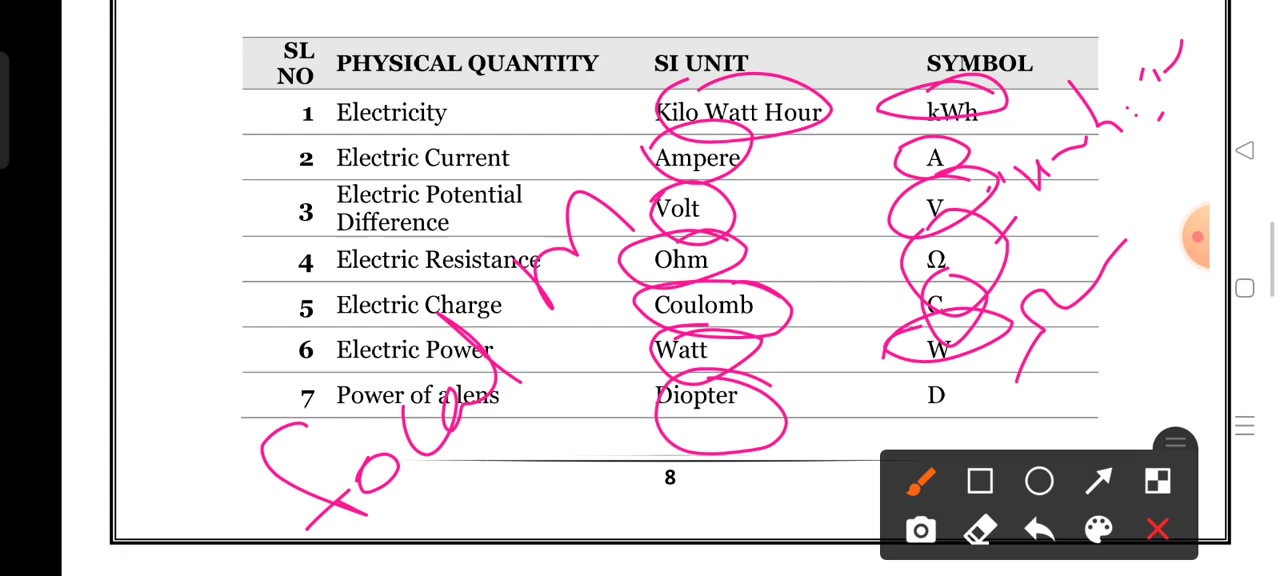 SL NO PHYSICAL QUANTITY SI UNIT SYMBOL
1 Electricity Kilo Watt Hour kWh
2 Electric Current Ampere A
3 Electric Potential Difference Volt V
4 Electric Resistance Ohm Ω
5 Electric Charge Coulomb C
6 Electric Power Watt W
7 Power of a lens Diopter D
8